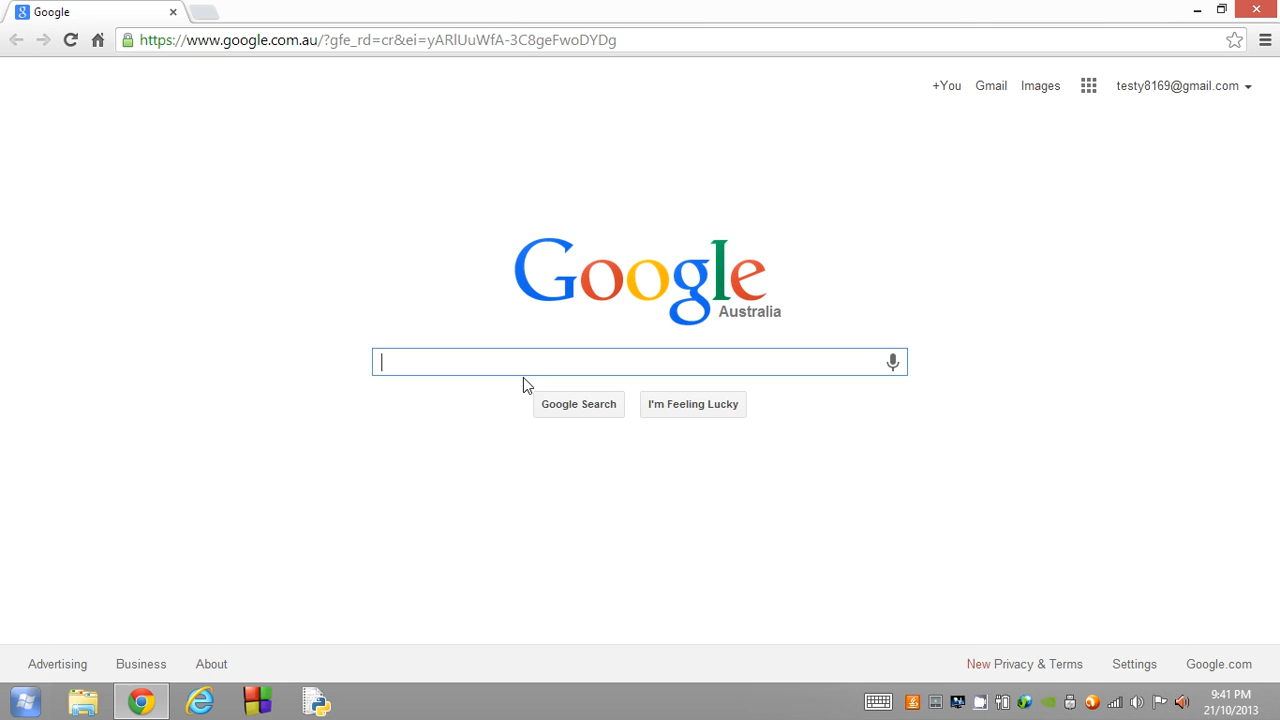 Google
https://www.google.com.au/?gfe_rd=cr&ei=yARlUuWfA-3C8geFwoDYDg
+You Gmail Images testy8169@gmail.com
Google
Australia
Google Search I'm Feeling Lucky
Advertising Business About New Privacy & Terms Settings Google.com
9:41 PM
21/10/2013